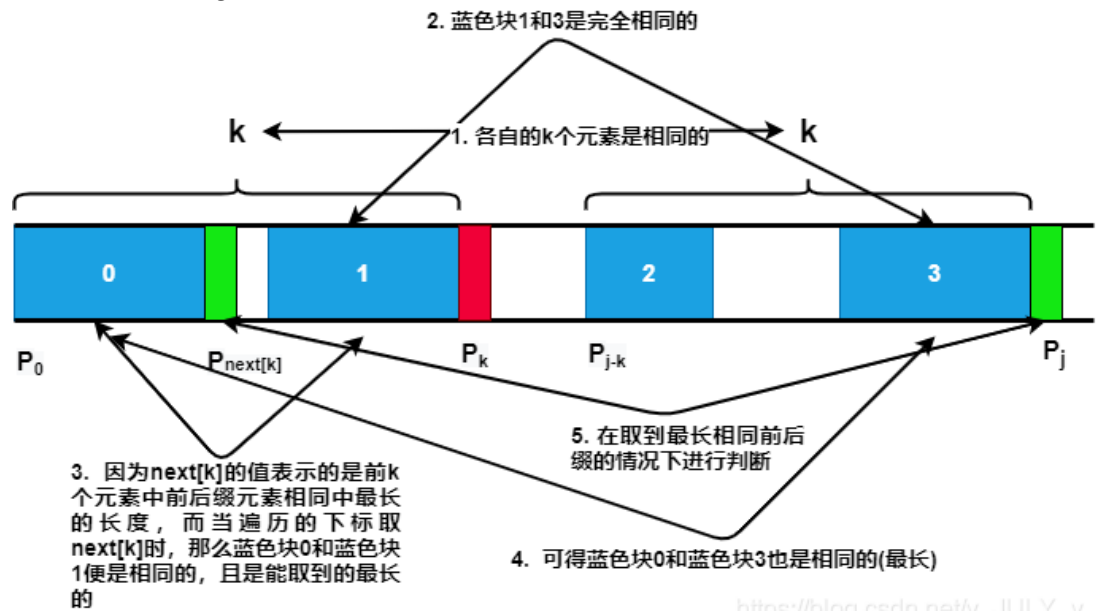 2. 蓝色块1和3是完全相同的
k
1. 各自的k个元素是相同的
k
0
1
2
3
P0
Pnext[k]
Pk
Pj-k
Pj
5. 在取到最长相同前后
缀的情况下进行判断
3. 因为next[k]的值表示的是前k
个元素中前后缀元素相同中最长
的长度，而当遍历的下标取
next[k]时，那么蓝色块0和蓝色块
1便是相同的，且是能取到的最长
的
4. 可得蓝色块0和蓝色块3也是相同的(最长)